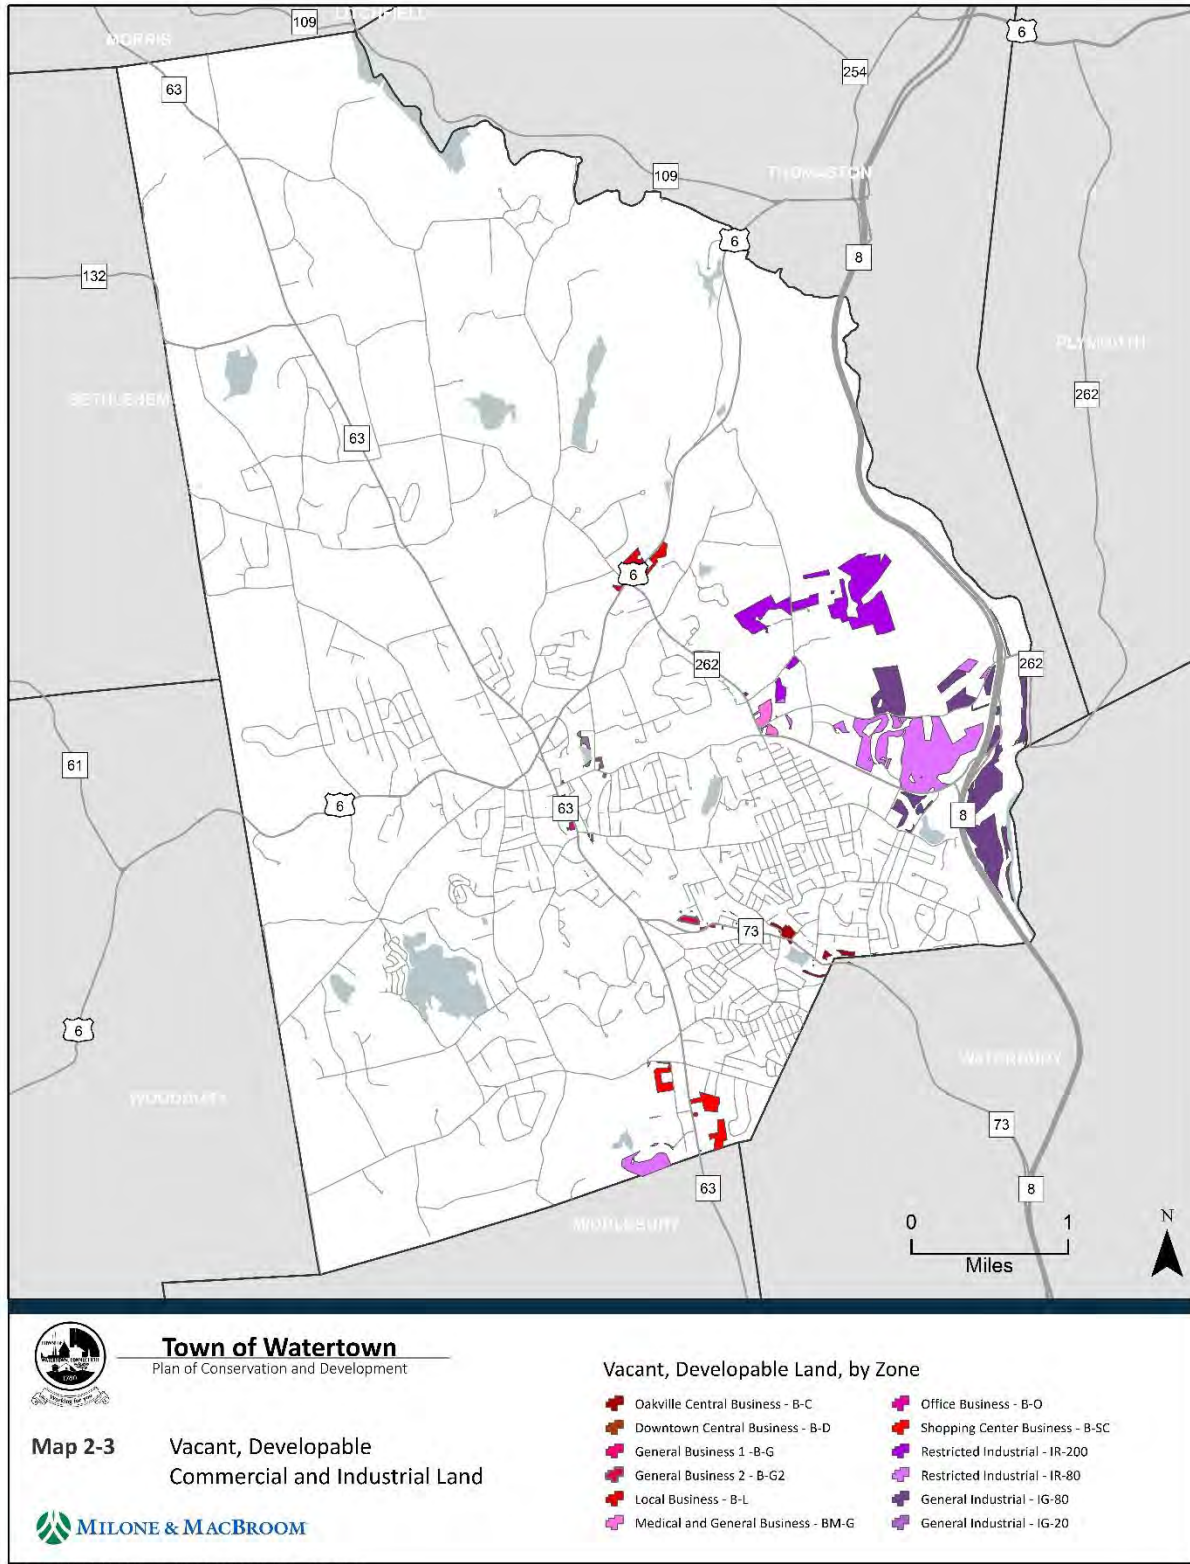 LITCHFIELD
109
MORRIS
6
254
63
109
THOMASTON
6
8
132
PLYMOUTH
262
BETHLEHEM
63
6
262
262
61
6
63
8
73
6
WATERBURY
WOODBURY
73
63
8
MIDDLEBURY
0 1
Miles
N
Town of Watertown
Plan of Conservation and Development
1780
Working for you
Map 2-3
Vacant, Developable
Commercial and Industrial Land
MILONE & MACBROOM
Vacant, Developable Land, by Zone
Oakville Central Business - B-C
Downtown Central Business - B-D
General Business 1 -B-G
General Business 2 - B-G2
Local Business - B-L
Medical and General Business - BM-G
Office Business - B-O
Shopping Center Business - B-SC
Restricted Industrial - IR-200
Restricted Industrial - IR-80
General Industrial - IG-80
General Industrial - IG-20